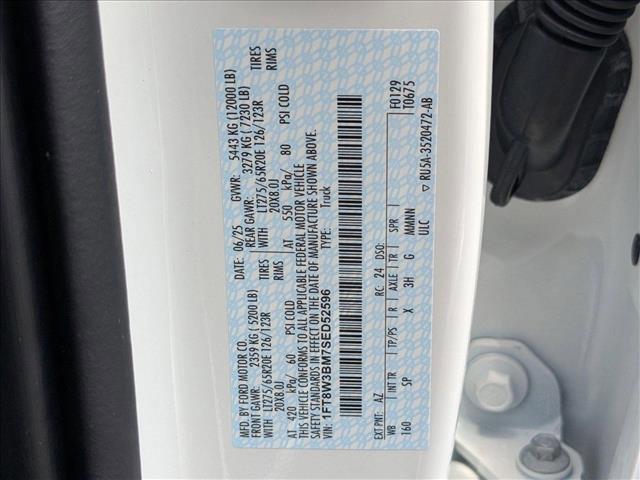 MFD. BY FORD MOTOR CO.
DATE: 06/25 GVWR: 5443 KG (12000 LB)
FRONT GAWR: 2359 KG (5200 LB) REAR GAWR: 3279 KG (7230 LB)
WITH LT275/65R20E 126/123R TIRES WITH LT275/65R20E 126/123R TIRES
20X8.0J RIMS 20X8.0J RIMS
AT 420 kPa/ 60 PSI COLD AT 550 kPa/ 80 PSI COLD
THIS VEHICLE CONFORMS TO ALL APPLICABLE FEDERAL MOTOR VEHICLE
SAFETY STANDARDS IN EFFECT ON THE DATE OF MANUFACTURE SHOWN ABOVE.
VIN: 1FT8W3BM7SED52596
TYPE: Truck
F0129
T0675
EXT PNT: AZ RC: 24 DSO:
WB INT TR TP/PS R AXLE TR SPR
160 SP X 3H G MMNNN
ULC
▽ RU5A-3520472-AB